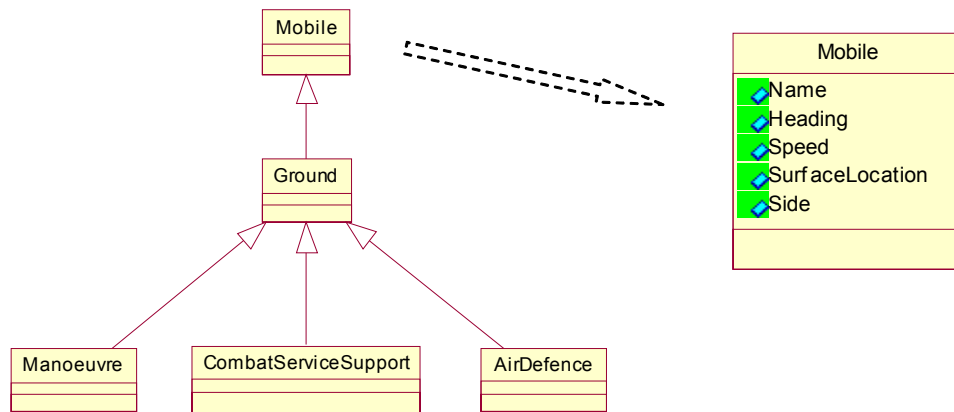 Mobile
Mobile
Name
Heading
Speed
SurfaceLocation
Side
Ground
Manoeuvre
CombatServiceSupport
AirDefence